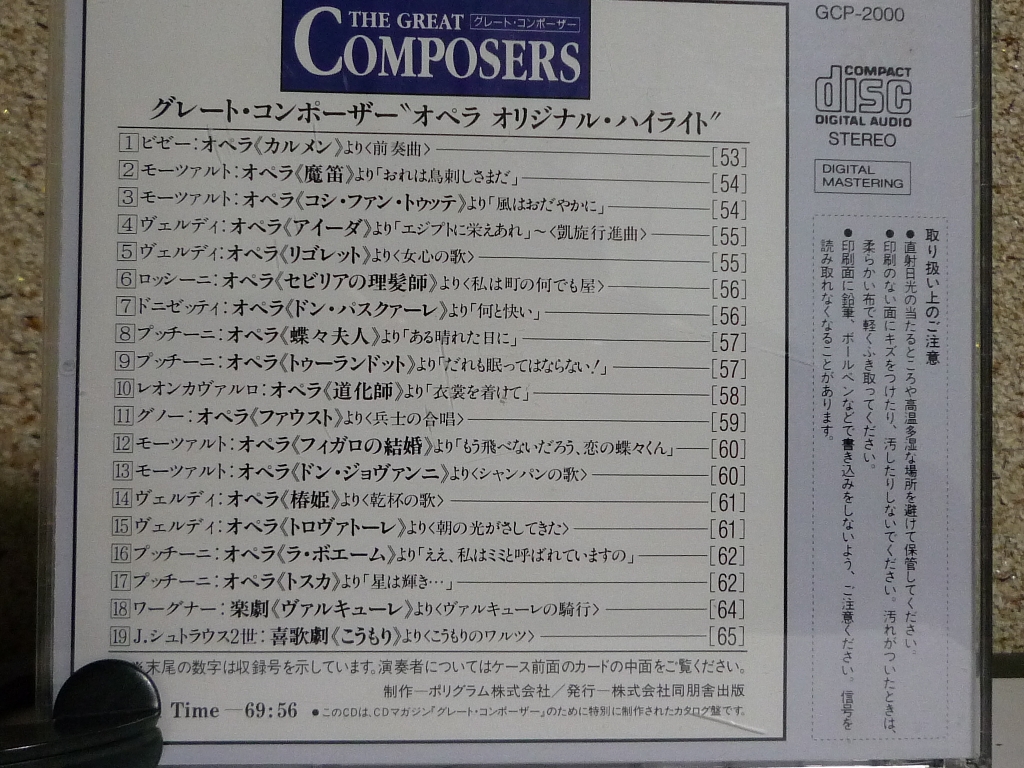 THE GREAT グレート・コンポーザー
COMPOSERS
グレート・コンポーザー〝オペラ オリジナル・ハイライト〟
1 ビゼー:オペラ《カルメン》より〈前奏曲〉 [53]
2 モーツァルト:オペラ《魔笛》より「おれは鳥刺しさまだ」 [54]
3 モーツァルト:オペラ《コシ・ファン・トゥッテ》より「風はおだやかに」 [54]
4 ヴェルディ:オペラ《アイーダ》より「エジプトに栄えあれ」〜〈凱旋行進曲〉 [55]
5 ヴェルディ:オペラ《リゴレット》より〈女心の歌〉 [55]
6 ロッシーニ:オペラ《セビリアの理髪師》より〈私は町の何でも屋〉 [56]
7 ドニゼッティ:オペラ《ドン・パスクァーレ》より「何と快い」 [56]
8 プッチーニ:オペラ《蝶々夫人》より「ある晴れた日に」 [57]
9 プッチーニ:オペラ《トゥーランドット》より「だれも眠ってはならない!」 [57]
10 レオンカヴァルロ:オペラ《道化師》より「衣裳を着けて」 [58]
11 グノー:オペラ《ファウスト》より〈兵士の合唱〉 [59]
12 モーツァルト:オペラ《フィガロの結婚》より「もう飛べないだろう、恋の蝶々くん」 [60]
13 モーツァルト:オペラ《ドン・ジョヴァンニ》より〈シャンパンの歌〉 [60]
14 ヴェルディ:オペラ《椿姫》より〈乾杯の歌〉 [61]
15 ヴェルディ:オペラ《トロヴァトーレ》より〈朝の光がさしてきた〉 [61]
16 プッチーニ:オペラ《ラ・ボエーム》より「ええ、私はミミと呼ばれていますの」 [62]
17 プッチーニ:オペラ《トスカ》より「星は輝き…」 [62]
18 ワーグナー:楽劇《ヴァルキューレ》より〈ヴァルキューレの騎行〉 [64]
19 J.シュトラウス2世:喜歌劇《こうもり》より〈こうもりのワルツ〉 [65]
※末尾の数字は収録号を示しています。演奏者についてはケース前面のカードの中面をご覧ください。
制作―ポリグラム株式会社/発行―株式会社同朋舎出版
Time―69:56 ●このCDは、CDマガジン「グレート・コンポーザー」のために特別に制作されたカタログ盤です。
GCP-2000
COMPACT
disc
DIGITAL AUDIO
STEREO
DIGITAL
MASTERING
取り扱い上のご注意
●直射日光の当たるところや高温多湿な場所を避けて保管してください。
●印刷のない面にキズをつけたり、汚したりしないでください。汚れがついたときは、
柔らかい布で軽くふき取ってください。
●印刷面に鉛筆、ボールペンなどで書き込みをしないよう、ご注意ください。信号を
読み取れなくなることがあります。